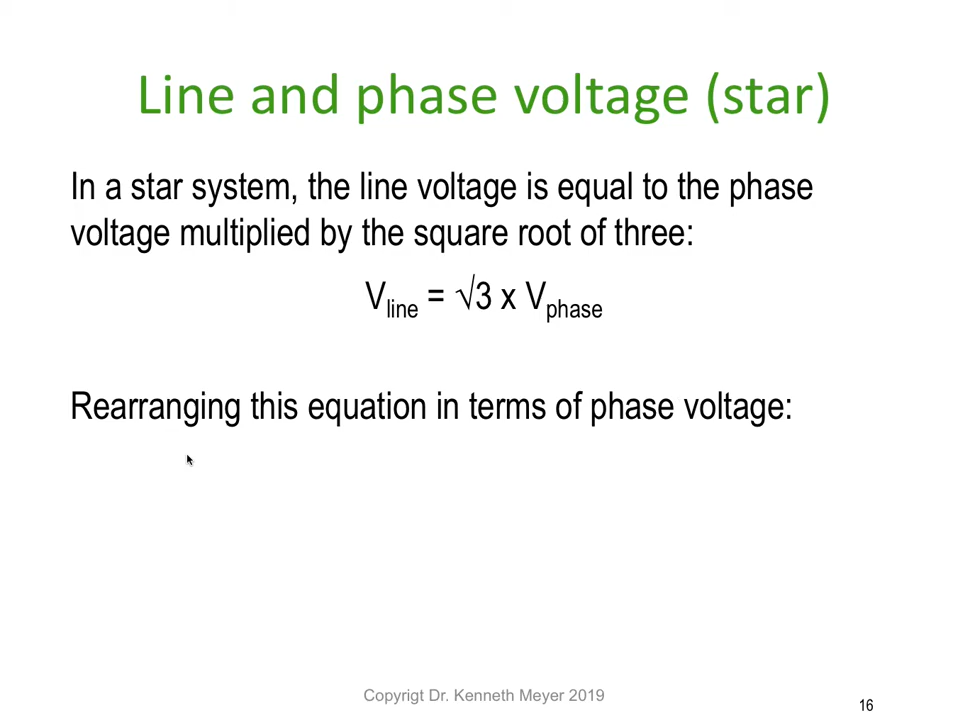 Line and phase voltage (star)
In a star system, the line voltage is equal to the phase
voltage multiplied by the square root of three:
Vline = √3 x Vphase
Rearranging this equation in terms of phase voltage:
Copyrigt Dr. Kenneth Meyer 2019
16